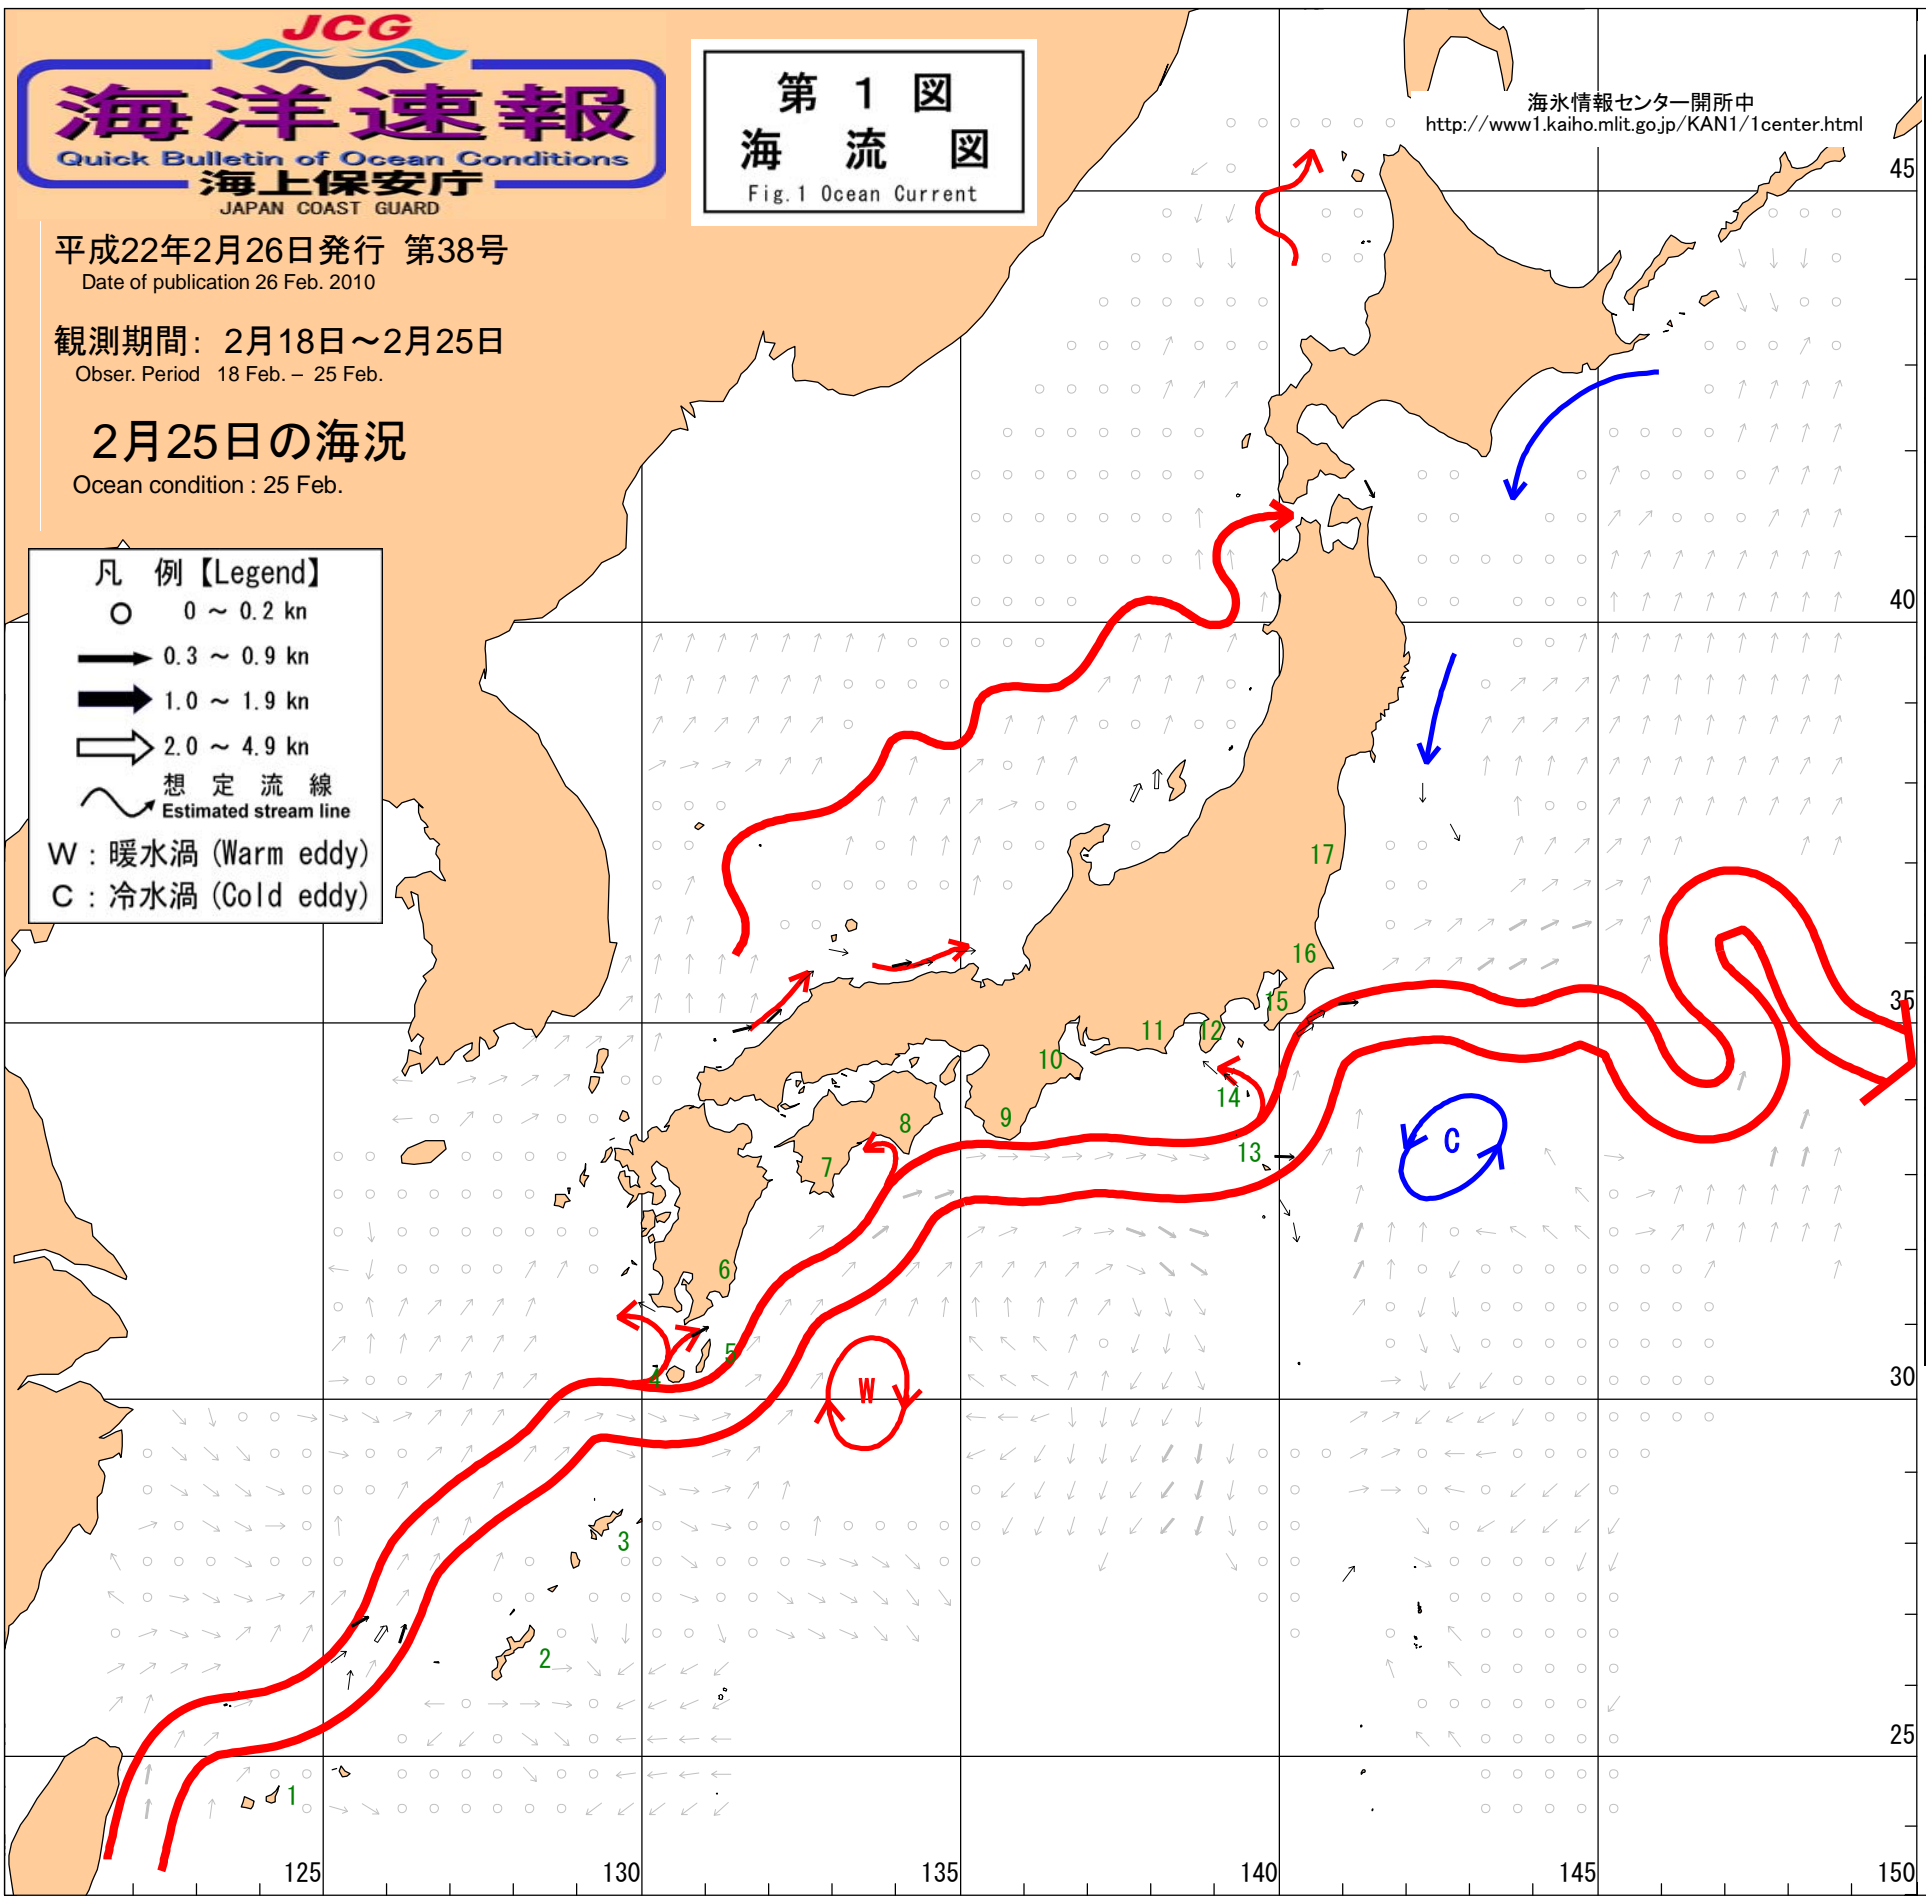 JCG
海洋速報
Quick Bulletin of Ocean Conditions
海上保安庁
JAPAN COAST GUARD
第 1 図
海 流 図
Fig.1 Ocean Current
海氷情報センター開所中
http://www1.kaiho.mlit.go.jp/KAN1/1center.html
平成22年2月26日発行 第38号
Date of publication 26 Feb. 2010
観測期間: 2月18日～2月25日
Obser. Period 18 Feb. – 25 Feb.
2月25日の海況
Ocean condition : 25 Feb.
凡 例【Legend】
0 ～ 0.2 kn
0.3 ～ 0.9 kn
1.0 ～ 1.9 kn
2.0 ～ 4.9 kn
想 定 流 線
Estimated stream line
W : 暖水渦 (Warm eddy)
C : 冷水渦 (Cold eddy)
45
40
17
16
35
15
12
11
10
14
9
8
13
C
7
6
5
4
W
30
3
2
25
1
125
130
135
140
145
150